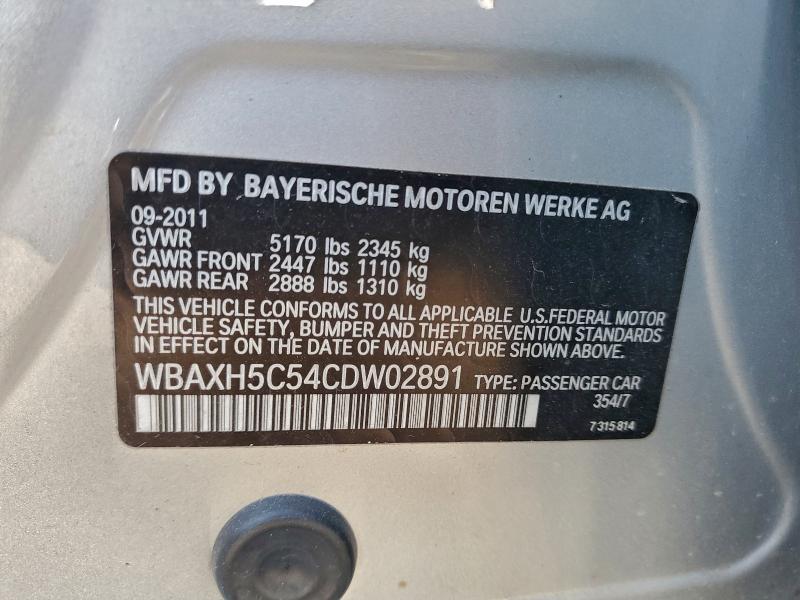 MFD BY BAYERISCHE MOTOREN WERKE AG
09-2011
GVWR 5170 lbs 2345 kg
GAWR FRONT 2447 lbs 1110 kg
GAWR REAR 2888 lbs 1310 kg
THIS VEHICLE CONFORMS TO ALL APPLICABLE U.S.FEDERAL MOTOR
VEHICLE SAFETY, BUMPER AND THEFT PREVENTION STANDARDS
IN EFFECT ON THE DATE OF MANUFACTURE SHOWN ABOVE.
WBAXH5C54CDW02891 TYPE: PASSENGER CAR
354/7
7 315 814